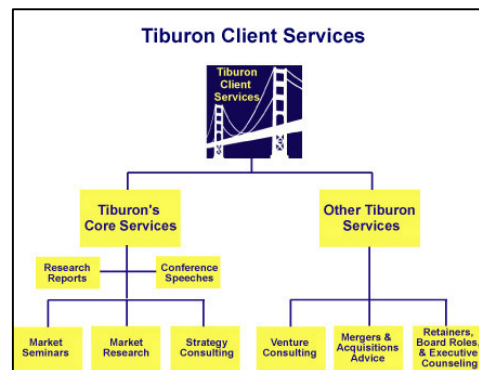 Tiburon Client Services
Tiburon
Client
Services
Tiburon's
Core Services
Other Tiburon
Services
Research
Reports
Conference
Speeches
Market
Seminars
Market
Research
Strategy
Consulting
Venture
Consulting
Mergers &
Acquisitions
Advice
Retainers,
Board Roles,
& Executive
Counseling